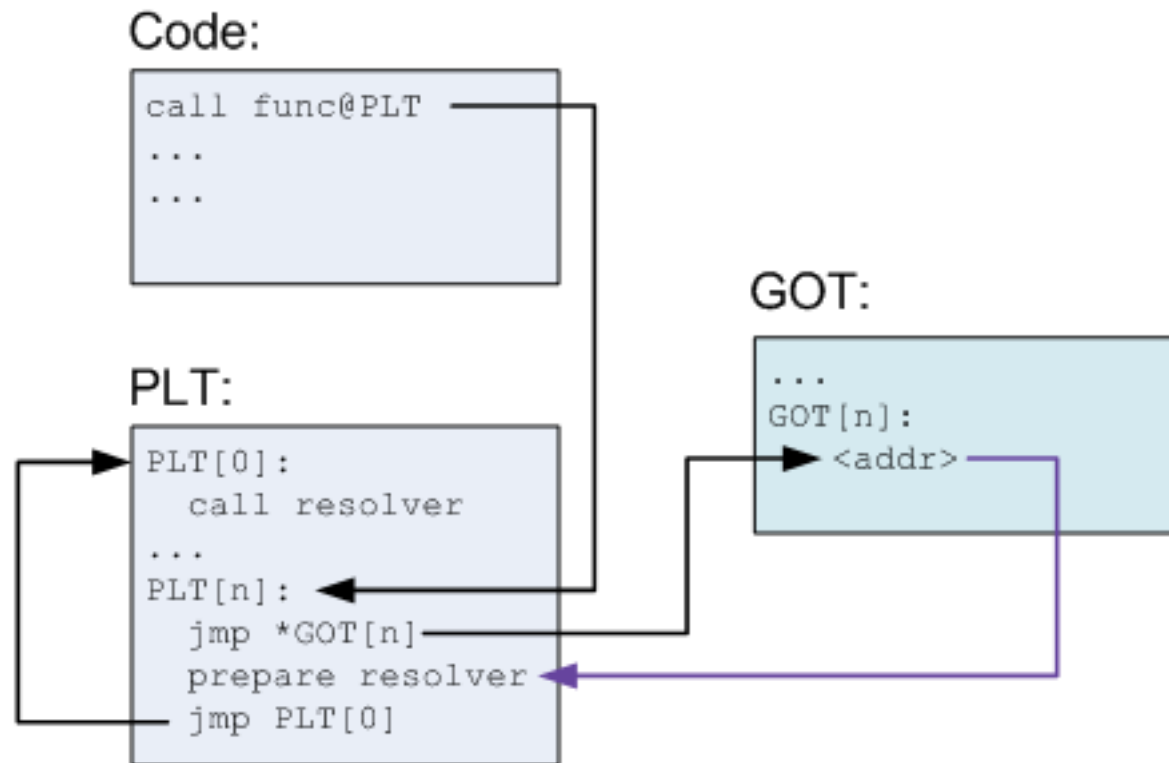 Code:
call func@PLT
...
...
PLT:
PLT[0]:
call resolver
...
PLT[n]:
jmp *GOT[n]
prepare resolver
jmp PLT[0]
GOT:
...
GOT[n]:
<addr>